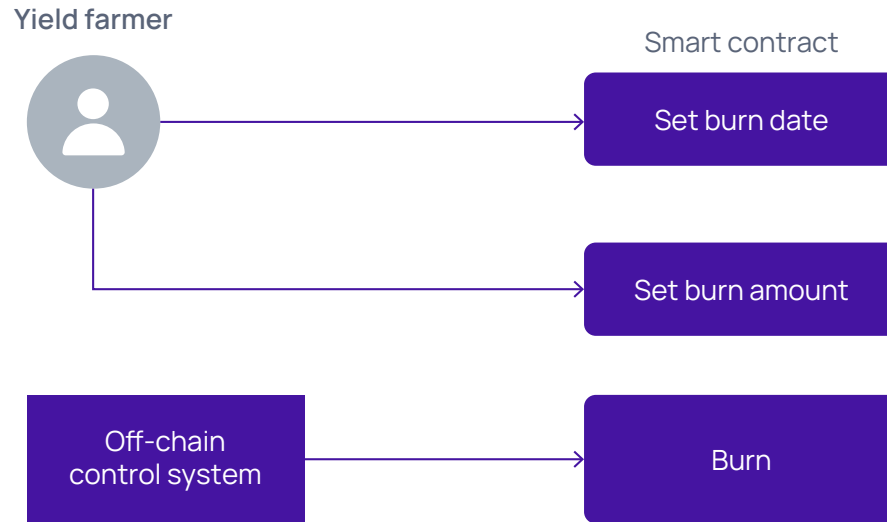 Yield farmer
Smart contract
Set burn date
Set burn amount
Off-chain
control system
Burn